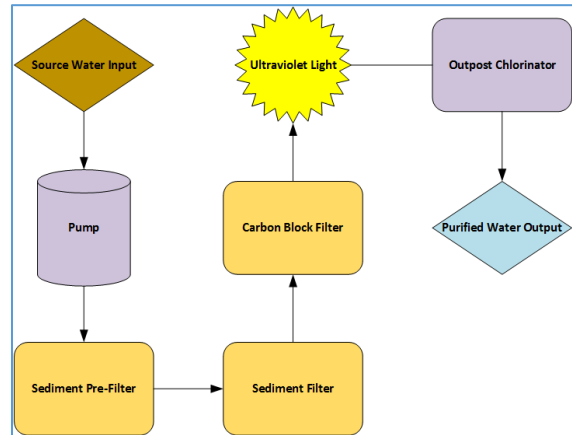 Source Water Input
Pump
Sediment Pre-Filter
Sediment Filter
Carbon Block Filter
Ultraviolet Light
Outpost Chlorinator
Purified Water Output